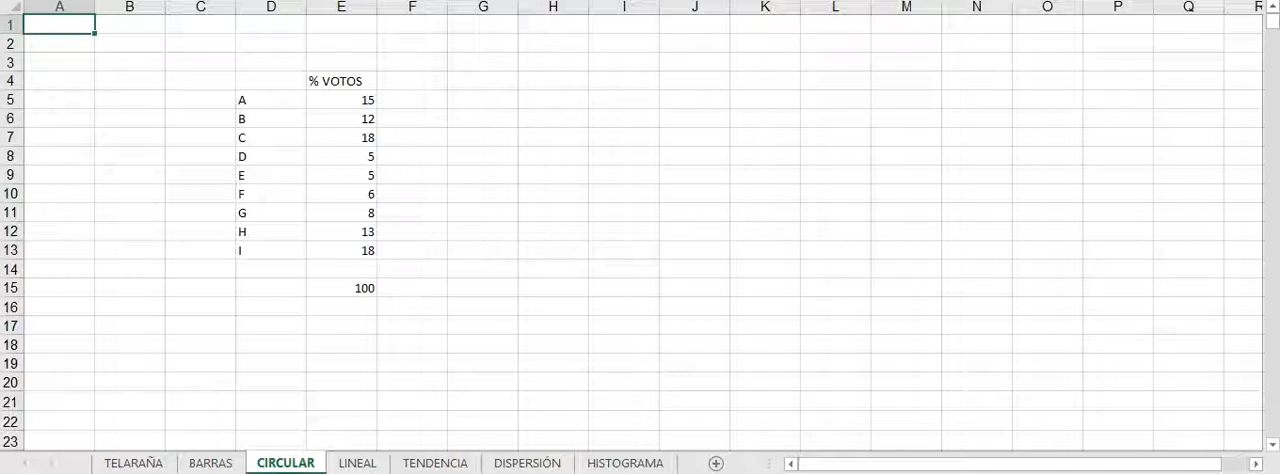 A B C D E F G H I J K L M N O P Q R
1
2
3
4 % VOTOS
5 A 15
6 B 12
7 C 18
8 D 5
9 E 5
10 F 6
11 G 8
12 H 13
13 I 18
14
15 100
16
17
18
19
20
21
22
23
TELARAÑA BARRAS CIRCULAR LINEAL TENDENCIA DISPERSIÓN HISTOGRAMA